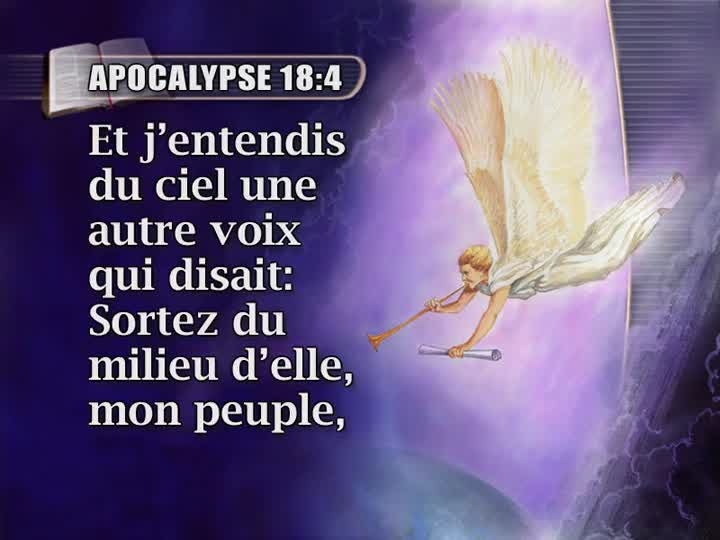 APOCALYPSE 18:4
Et j’entendis
du ciel une
autre voix
qui disait:
Sortez du
milieu d’elle,
mon peuple,